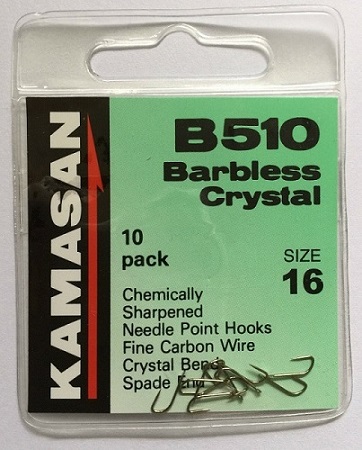 KAMASAN
B510
Barbless
Crystal
10
pack
SIZE
16
Chemically
Sharpened
Needle Point Hooks
Fine Carbon Wire
Crystal Bend
Spade End